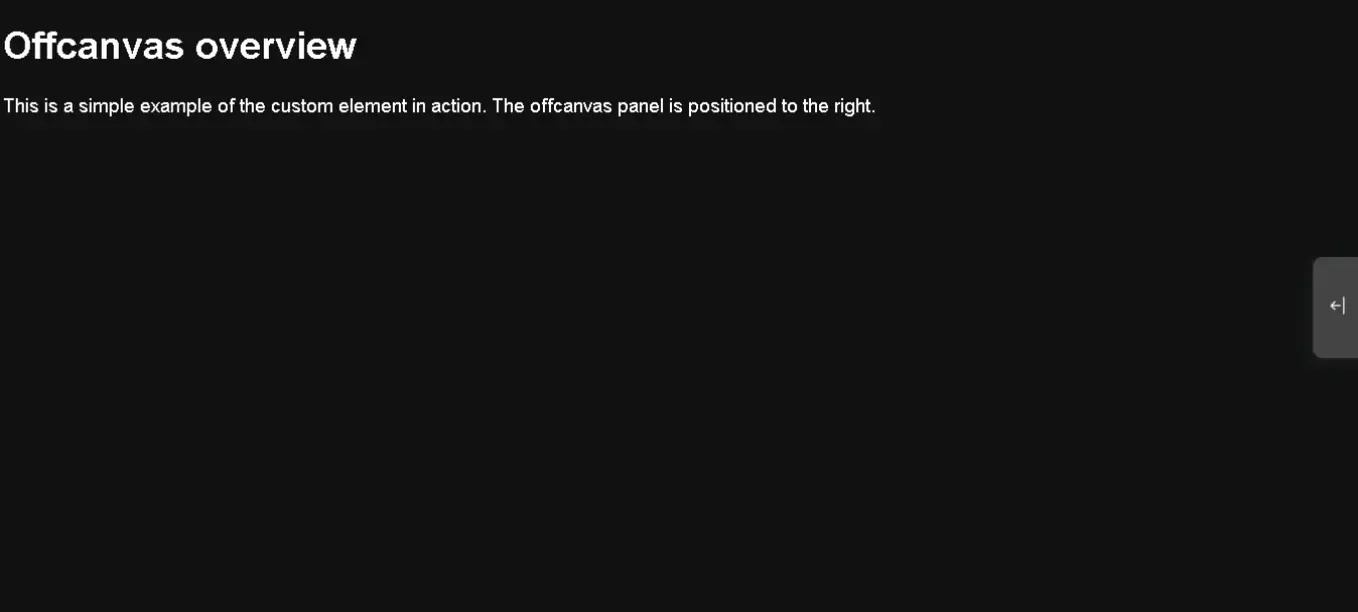 Offcanvas overview
This is a simple example of the custom element in action. The offcanvas panel is positioned to the right.